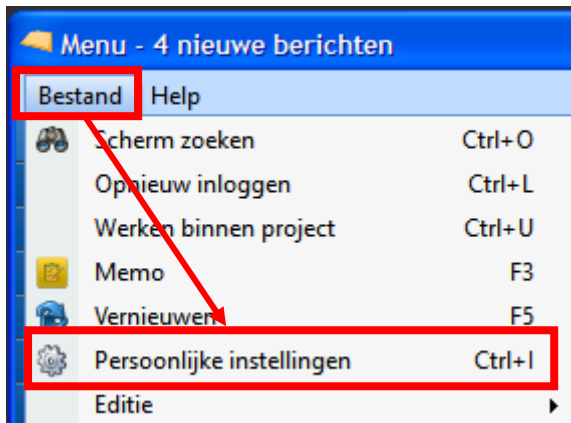 Menu - 4 nieuwe berichten
Bestand Help
Scherm zoeken Ctrl+O
Opnieuw inloggen Ctrl+L
Werken binnen project Ctrl+U
Memo F3
Vernieuwen F5
Persoonlijke instellingen Ctrl+I
Editie